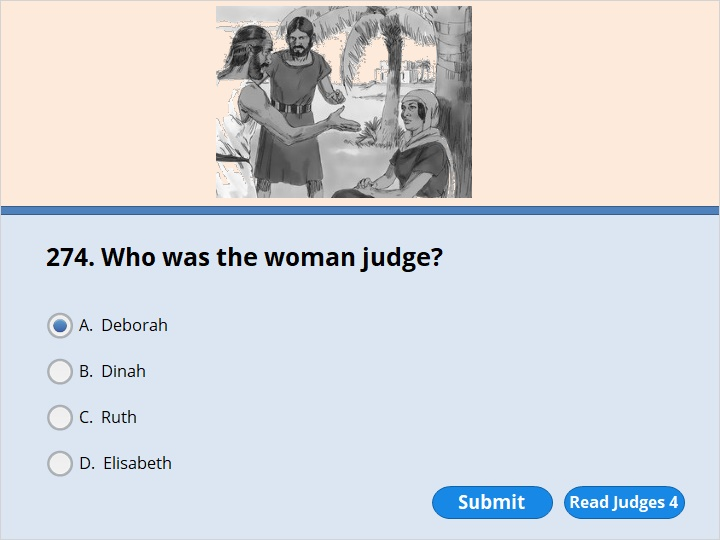 274. Who was the woman judge?
A. Deborah
B. Dinah
C. Ruth
D. Elisabeth
Submit
Read Judges 4